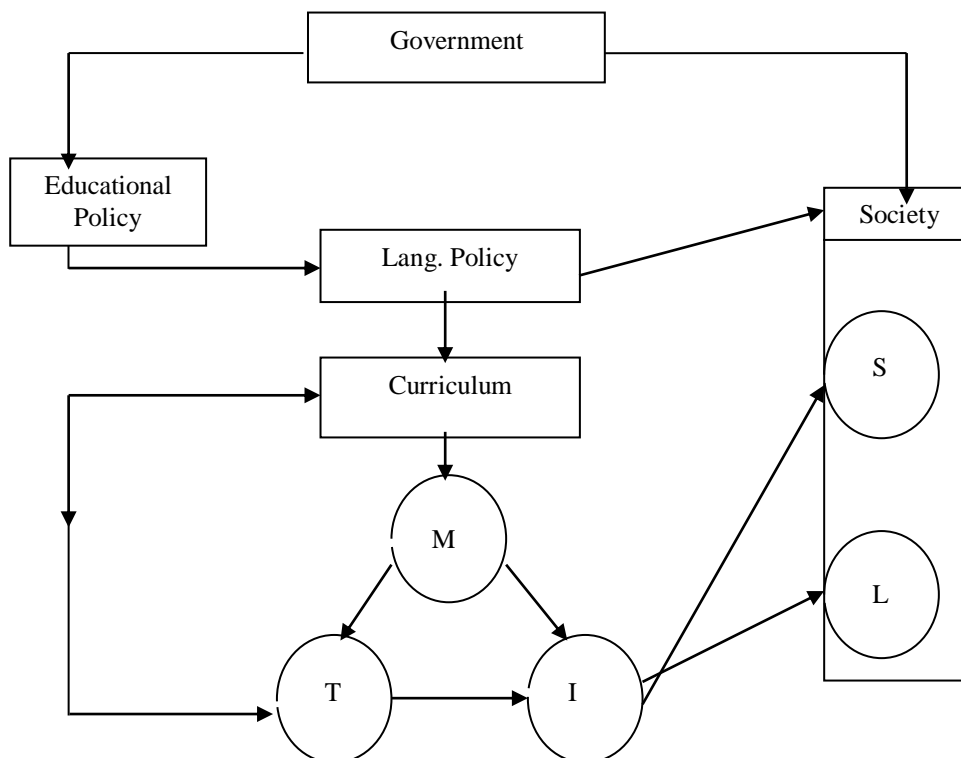 Government
Educational
Policy
Society
Lang. Policy
S
Curriculum
M
L
T
I